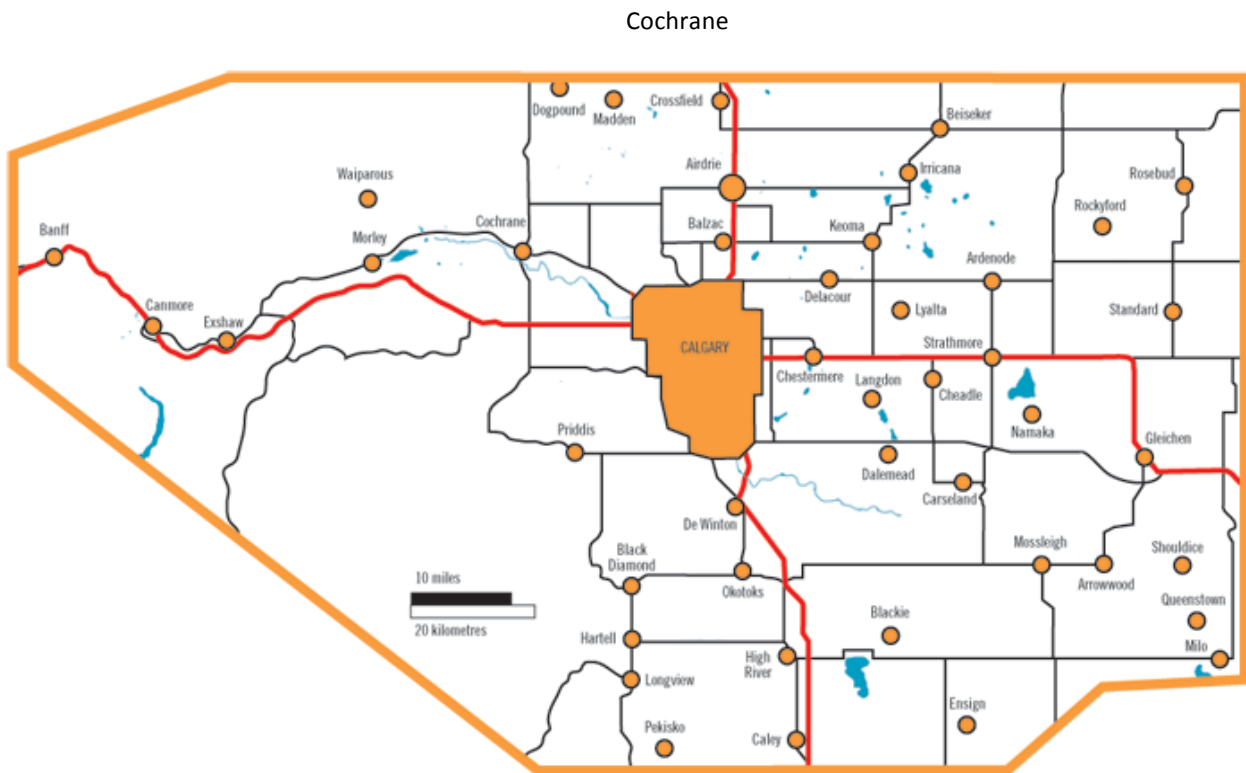 Cochrane
Dogpound
Madden
Crossfield
Beiseker
Airdrie
Irricana
Waiparous
Rosebud
Rockyford
Banff
Morley
Cochrane
Balzac
Keoma
Ardenode
Canmore
Exshaw
Delacour
Lyalta
Standard
CALGARY
Strathmore
Chestermere
Langdon
Cheadle
Namaka
Priddis
Gleichen
Dalemead
Carseland
De Winton
Black
Diamond
Okotoks
Mossleigh
Arrowwood
Shouldice
10 miles
20 kilometres
Queenstown
Blackie
Hartell
High
River
Milo
Longview
Ensign
Pekisko
Caley